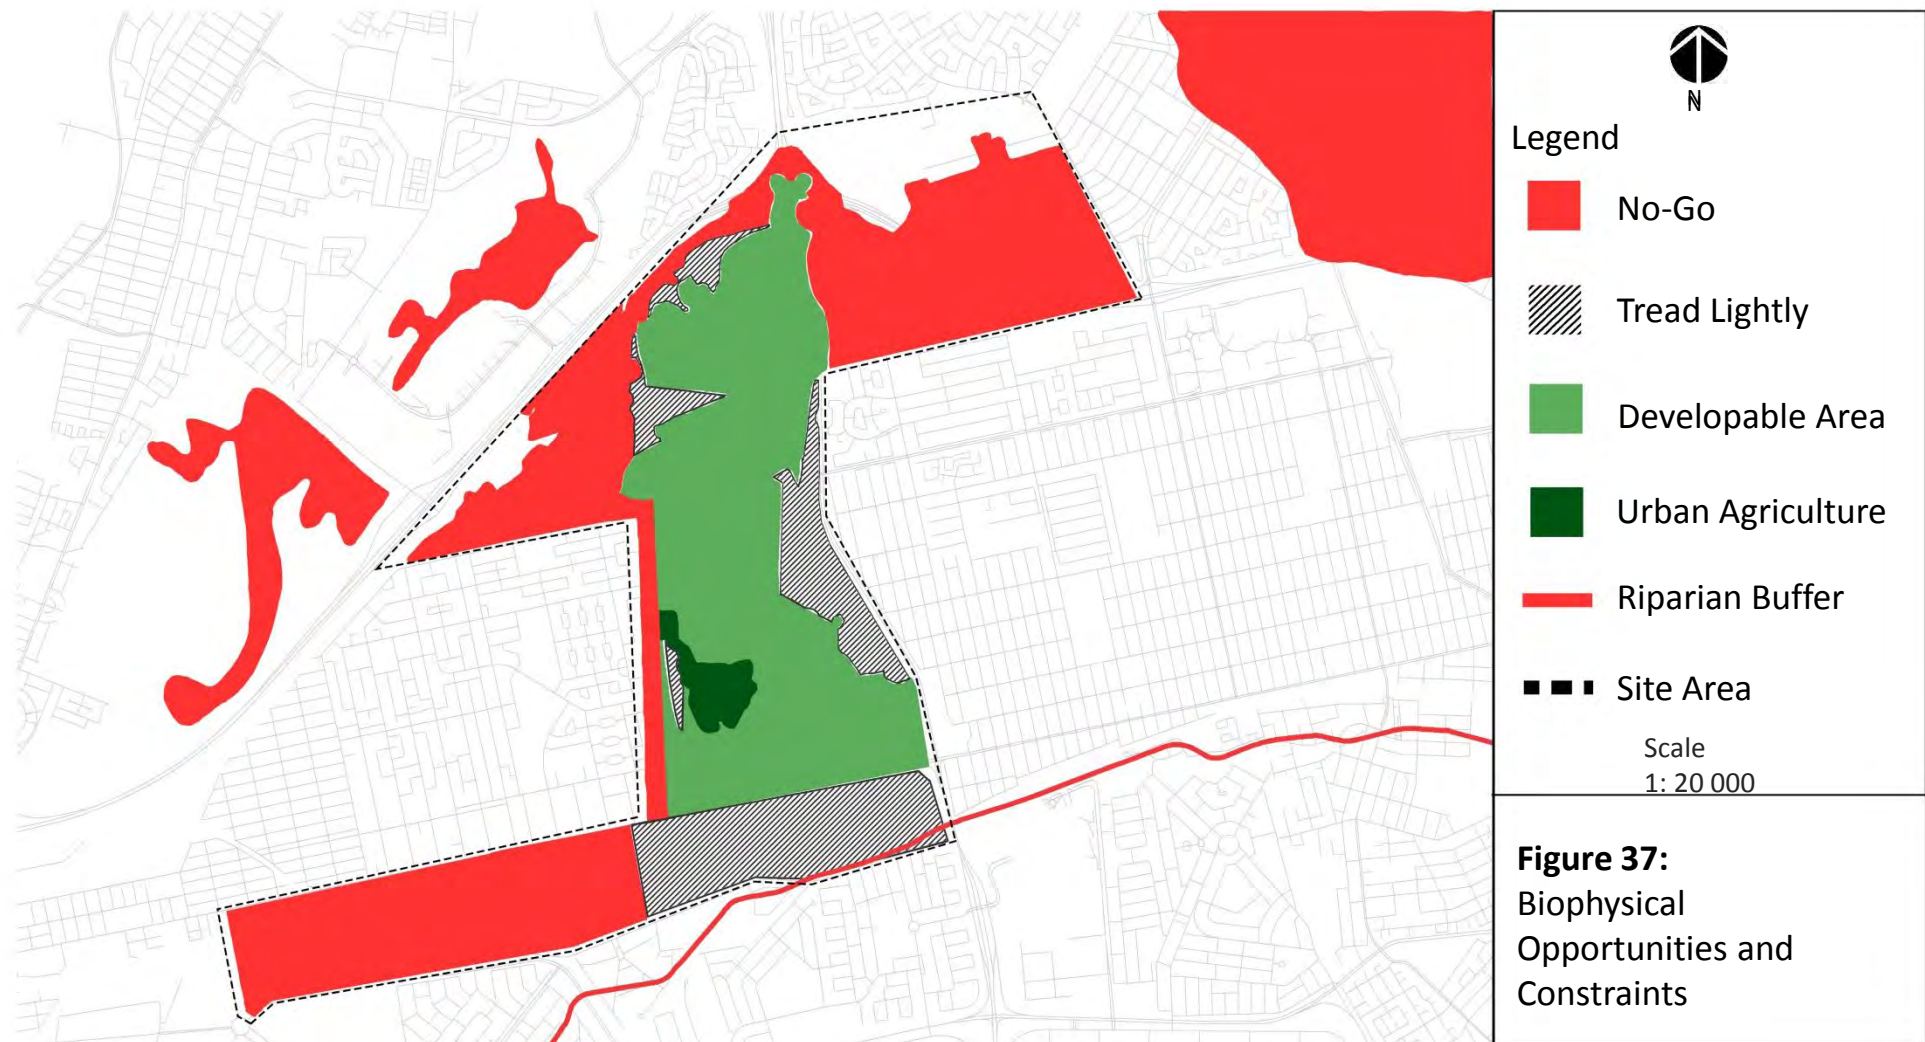 N
Legend
No-Go
Tread Lightly
Developable Area
Urban Agriculture
Riparian Buffer
Site Area
Scale
1: 20 000
Figure 37:
Biophysical
Opportunities and
Constraints